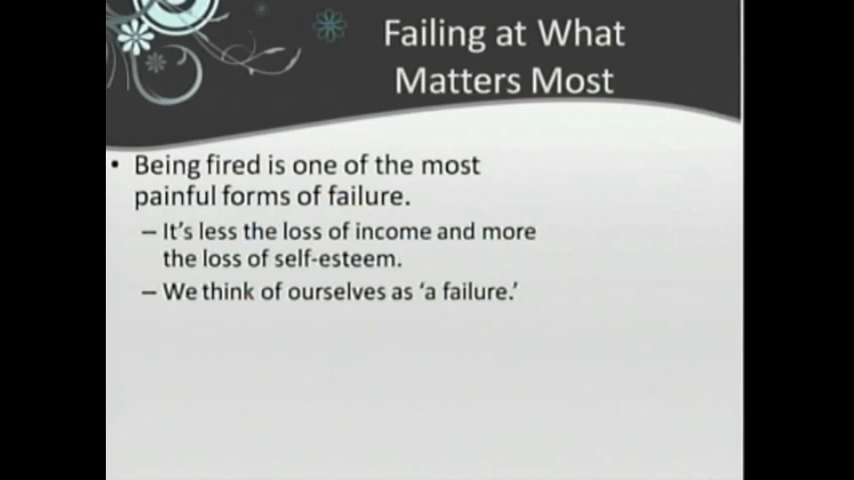 Failing at What
Matters Most
• Being fired is one of the most
painful forms of failure.
– It's less the loss of income and more
the loss of self-esteem.
– We think of ourselves as ‘a failure.’